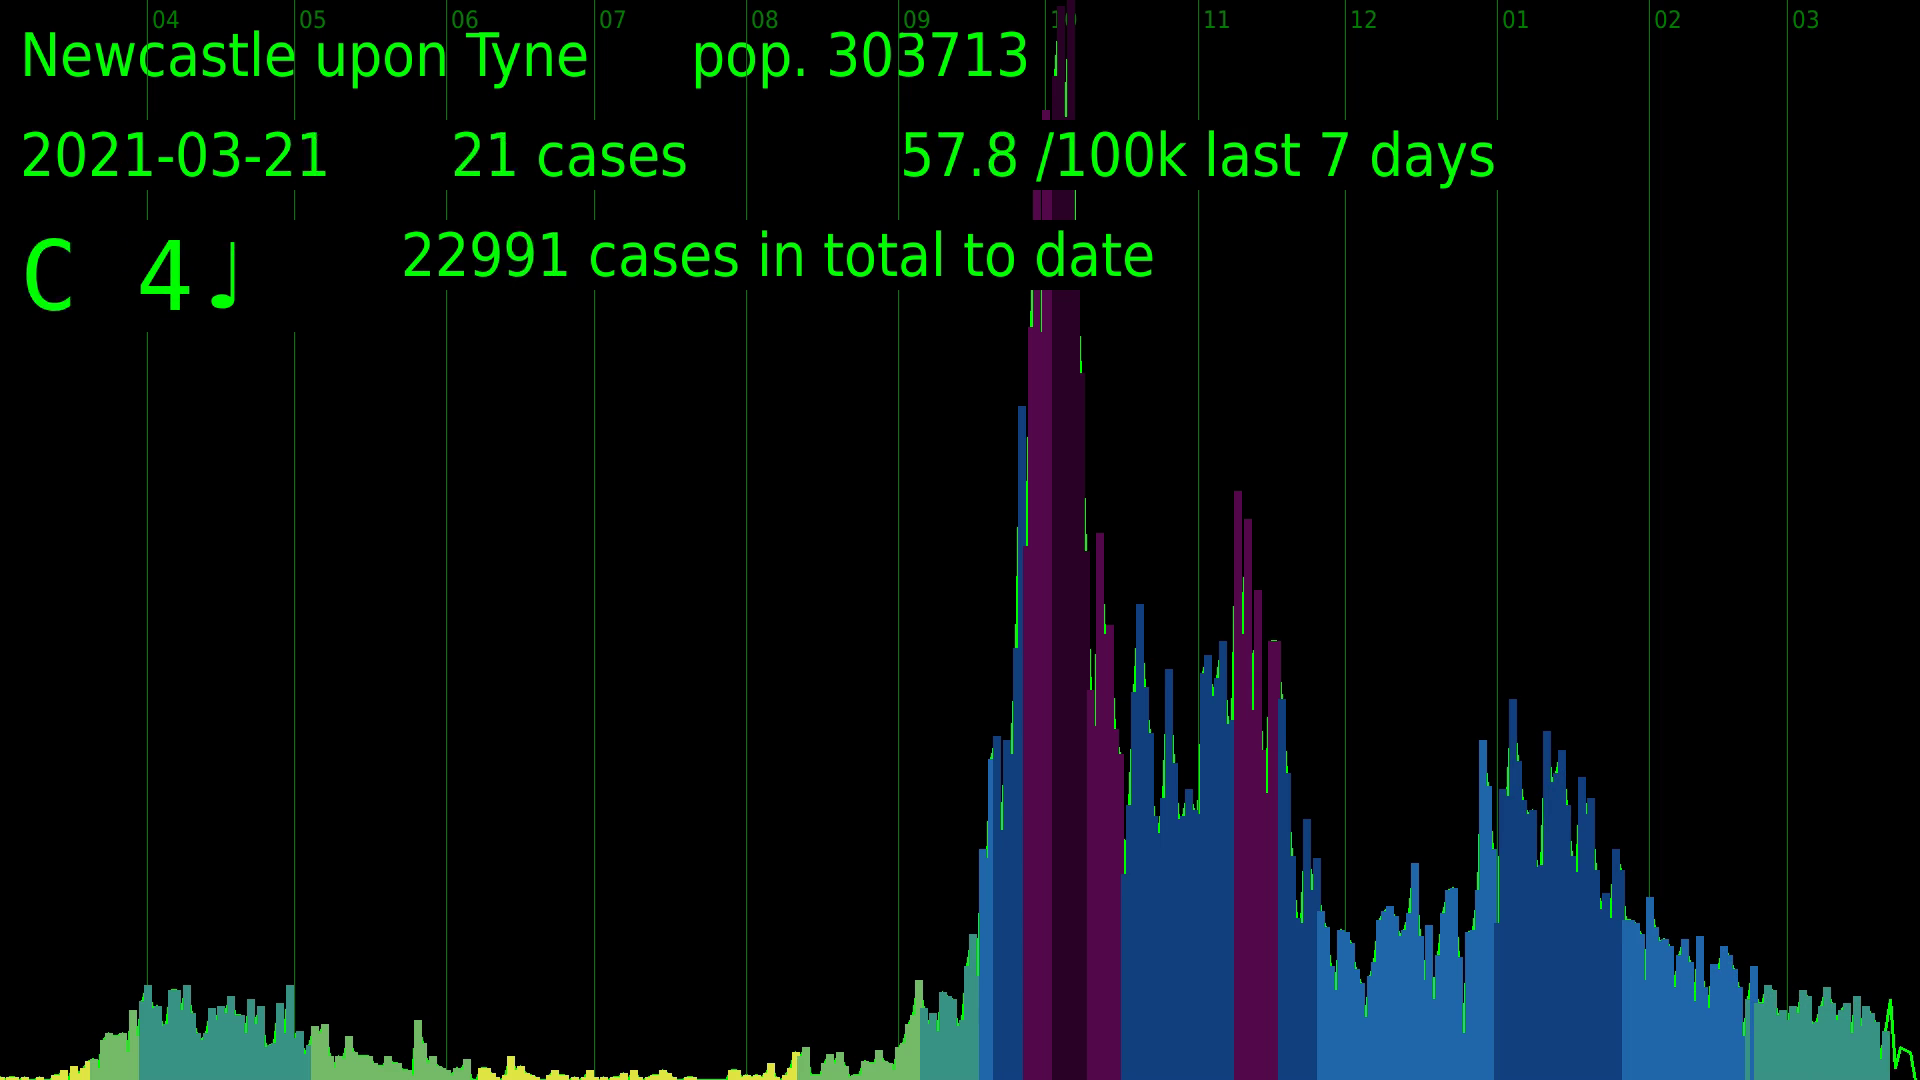 04 05 06 07 08 09 10 11 12 01 02 03
Newcastle upon Tyne pop. 303713
2021-03-21 21 cases 57.8 /100k last 7 days
C 4♩ 22991 cases in total to date